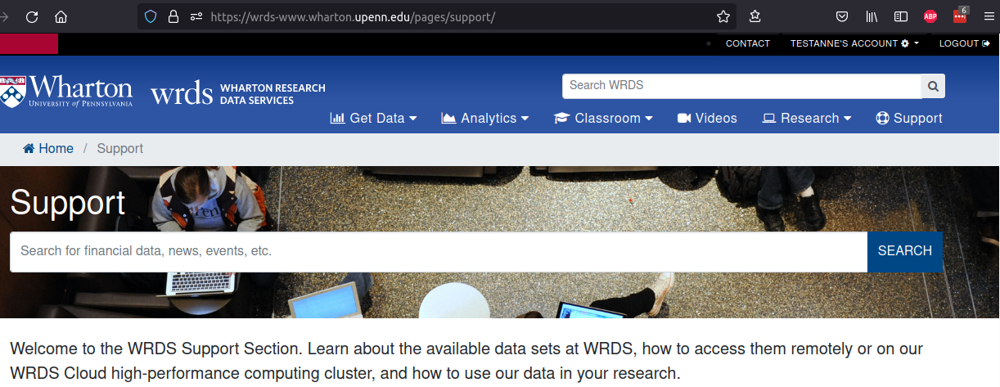 https://wrds-www.wharton.upenn.edu/pages/support/
ABP
6
CONTACT TESTANNE'S ACCOUNT LOGOUT
Wharton
UNIVERSITY of PENNSYLVANIA
wrds WHARTON RESEARCH
DATA SERVICES
Search WRDS
Get Data Analytics Classroom Videos Research Support
Home / Support
Support
Search for financial data, news, events, etc.
SEARCH
Welcome to the WRDS Support Section. Learn about the available data sets at WRDS, how to access them remotely or on our
WRDS Cloud high-performance computing cluster, and how to use our data in your research.